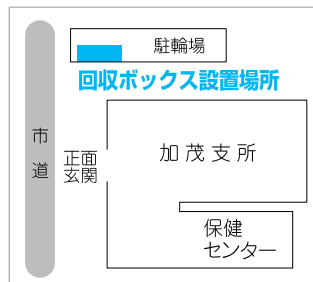 駐輪場
回収ボックス設置場所
市道
正面
玄関
加茂支所
保健
センター